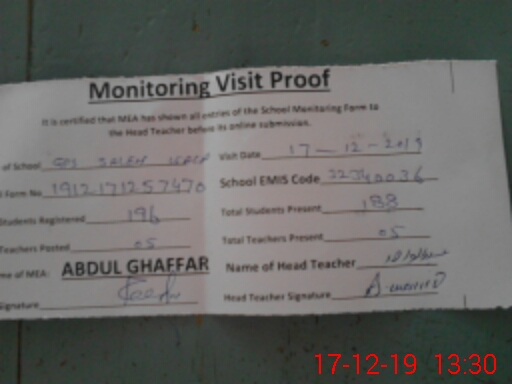 Monitoring Visit Proof
It is certified that MEA has shown all entries of the School Monitoring Form to
the Head Teacher before its online submission.
of School GPS SALEH Visit Date 17-12-2019
Form No 1912171257470 School EMIS Code 32340036
Students Registered 196 Total Students Present 188
Teachers Posted 05 Total Teachers Present 05
me of MEA: ABDUL GHAFFAR Name of Head Teacher
Signature Head Teacher Signature
17-12-19 13:30